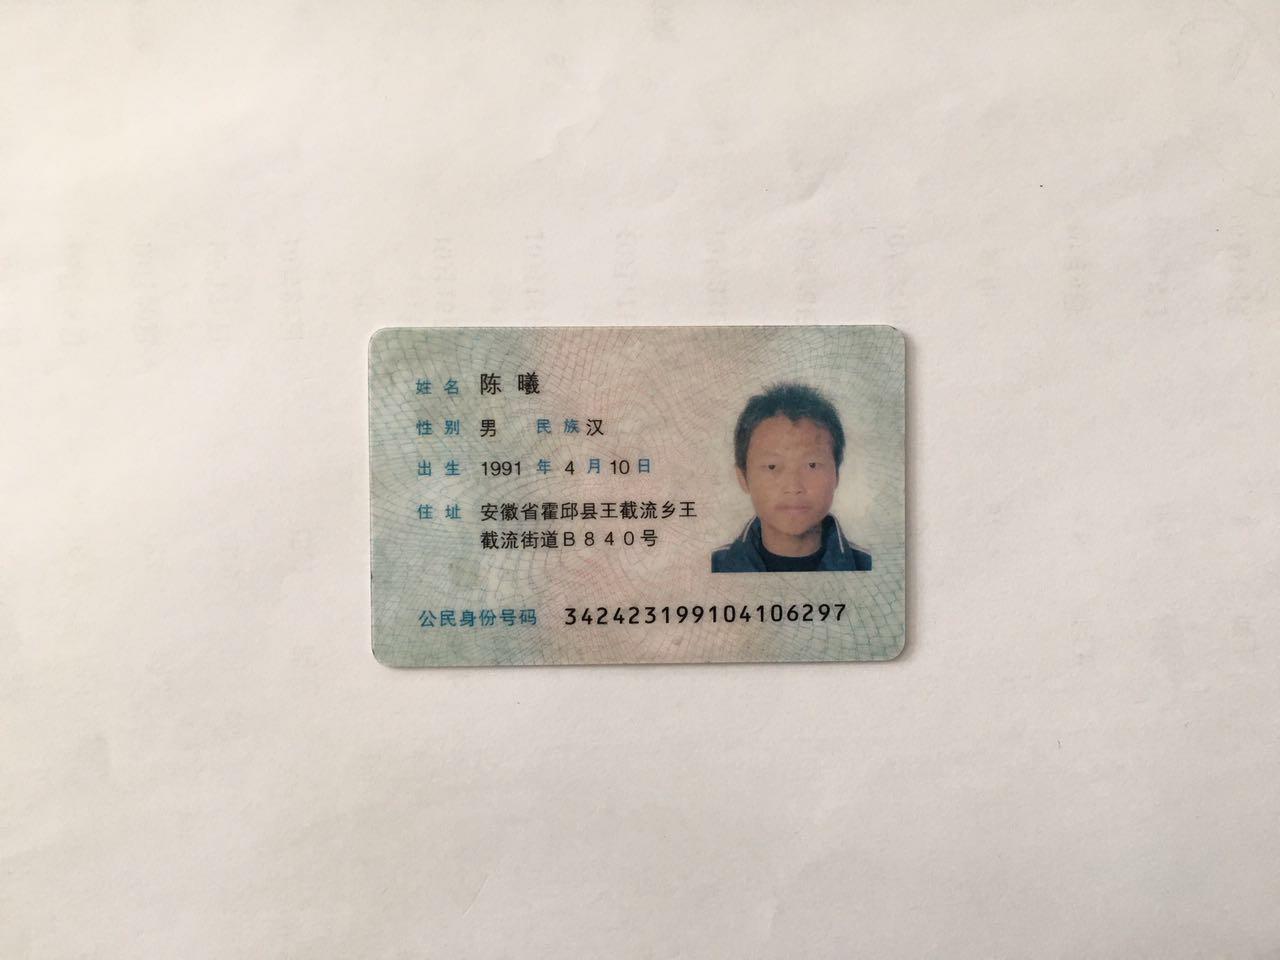 姓名 陈曦
性别 男 民族 汉
出生 1991 年 4 月 10 日
住址 安徽省霍邱县王截流乡王
截流街道B840号
公民身份号码 342423199104106297